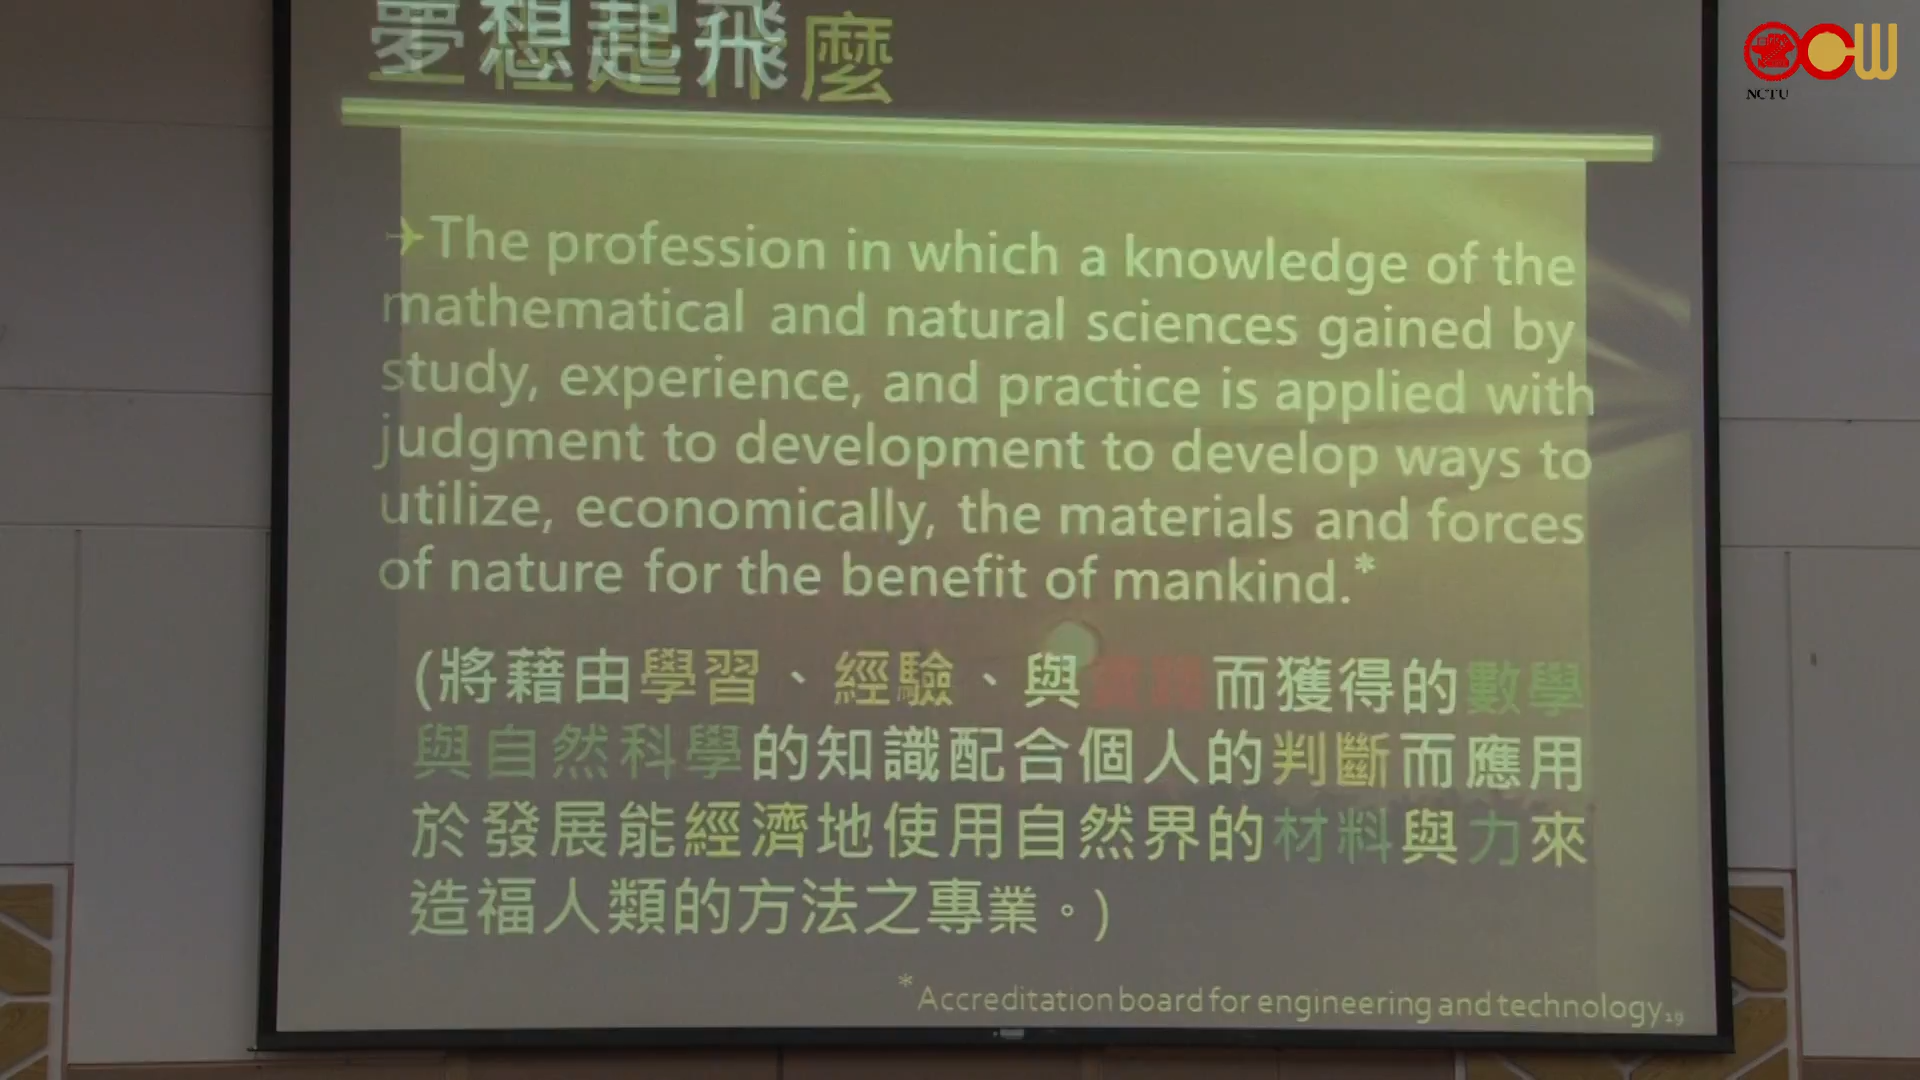 夢想起飛麼
The profession in which a knowledge of the
mathematical and natural sciences gained by
study, experience, and practice is applied with
judgment to development to develop ways to
utilize, economically, the materials and forces
of nature for the benefit of mankind.*
(將藉由學習、經驗、與而獲得的數學
與自然科學的知識配合個人的判斷而應用
於發展能經濟地使用自然界的材料與力來
造福人類的方法之專業。)
*Accreditation board for engineering and technology
19
OCW
NCTU